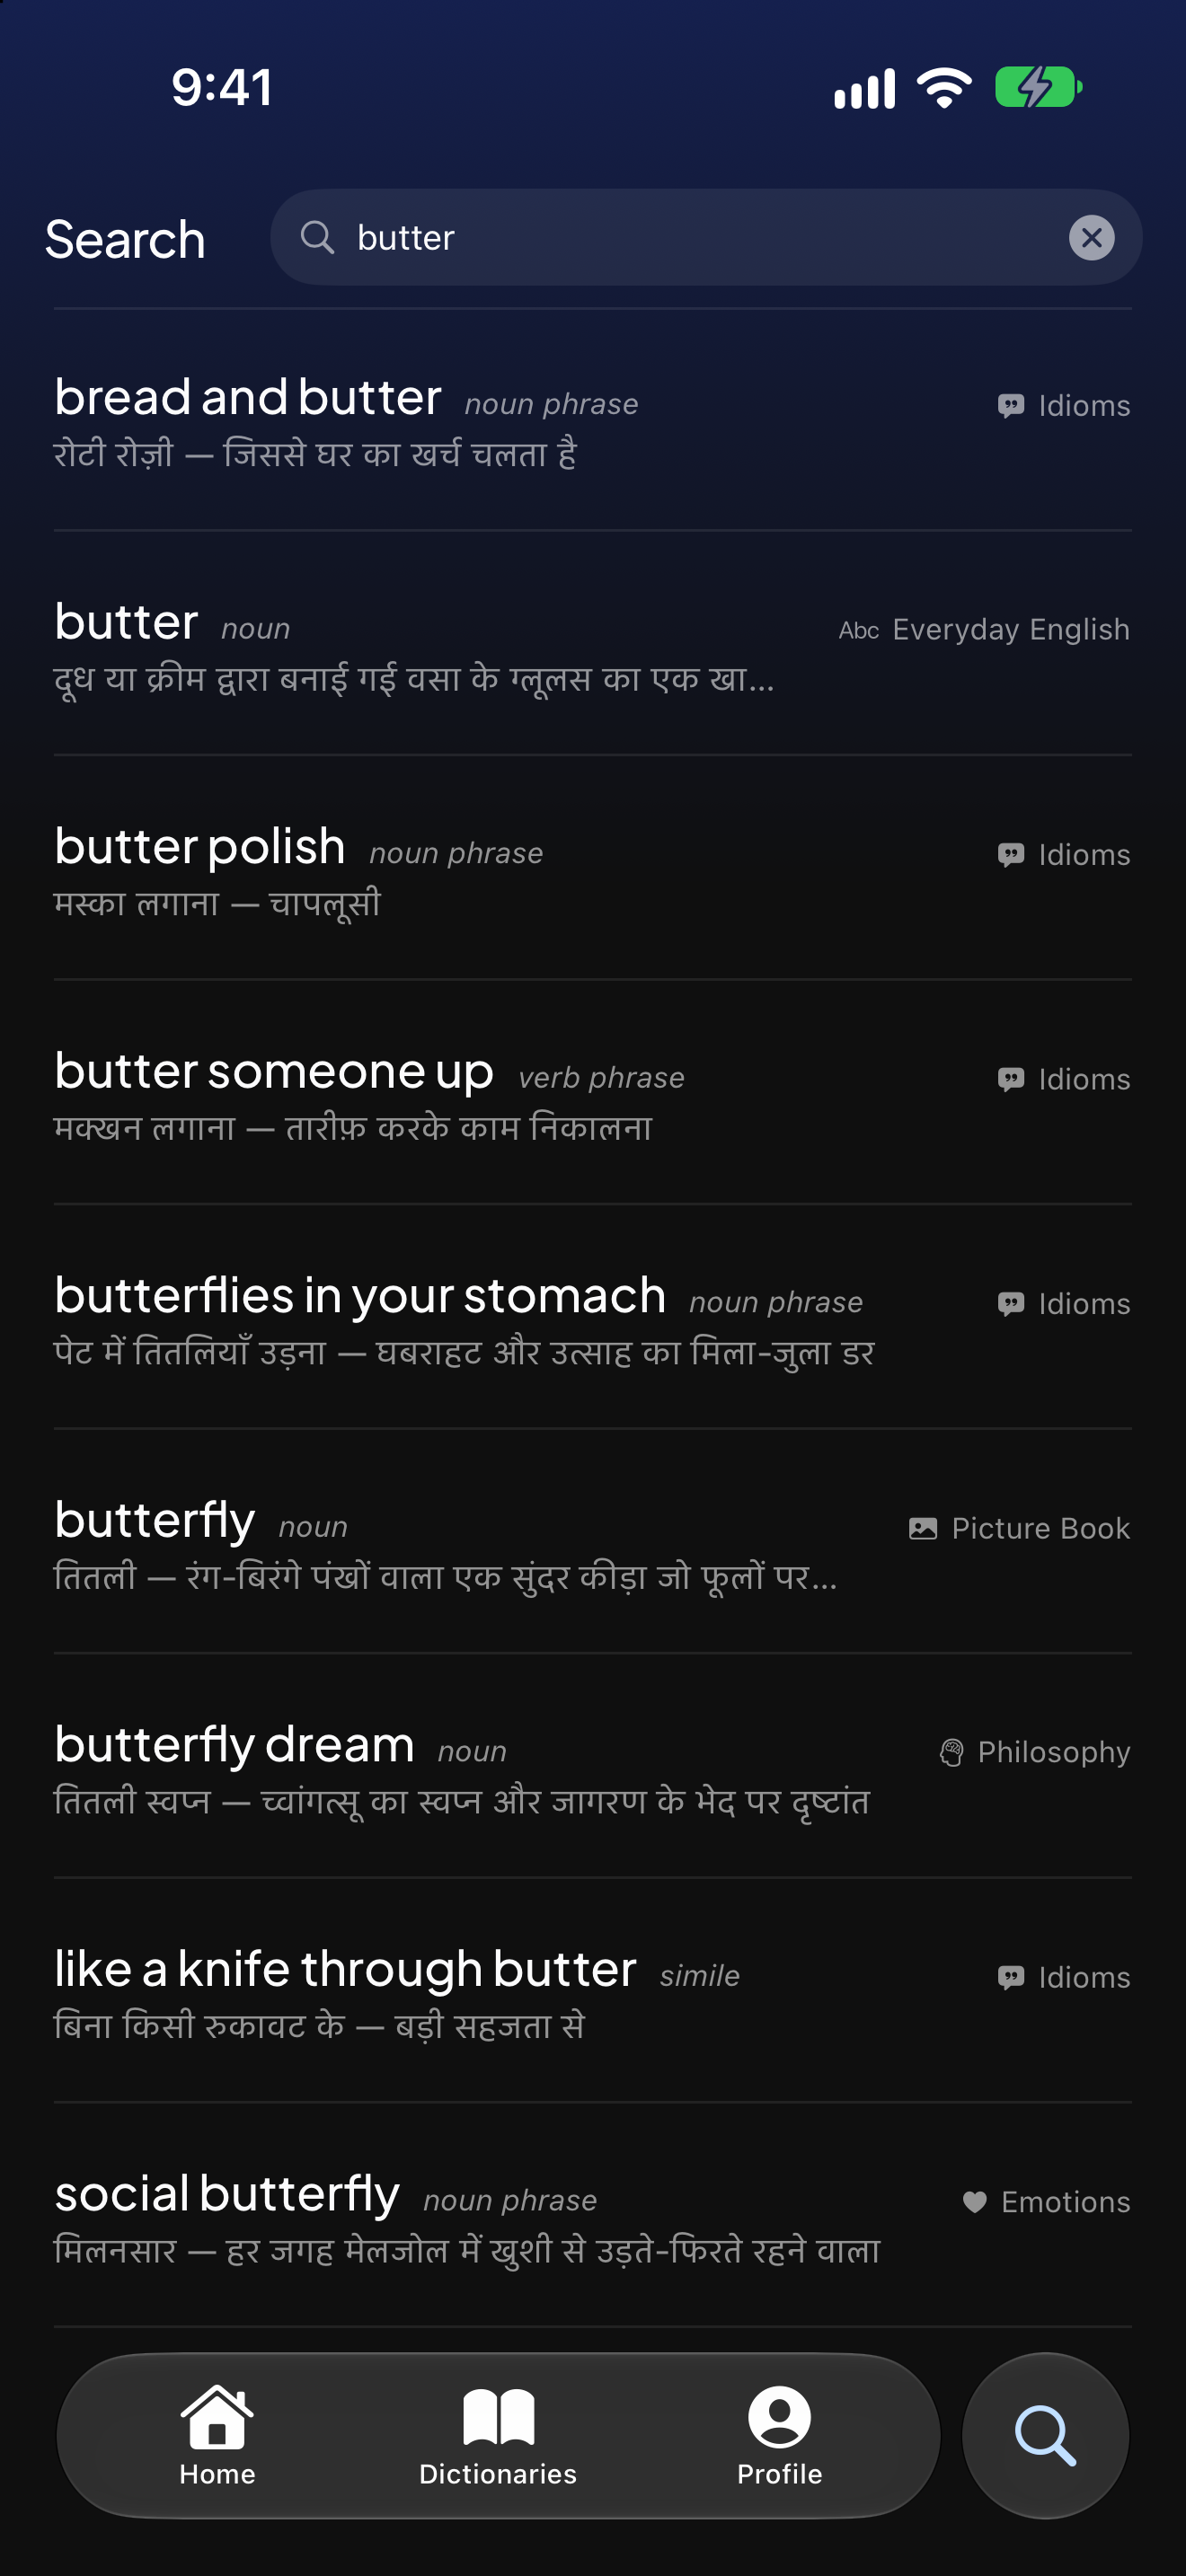 9:41
Search
butter
bread and butter noun phrase Idioms
रोटी रोज़ी — जिससे घर का खर्च चलता है
butter noun Abc Everyday English
दूध या क्रीम द्वारा बनाई गई वसा के ग्लूलस का एक खा...
butter polish noun phrase Idioms
मस्का लगाना — चापलूसी
butter someone up verb phrase Idioms
मक्खन लगाना — तारीफ़ करके काम निकालना
butterflies in your stomach noun phrase Idioms
पेट में तितलियाँ उड़ना — घबराहट और उत्साह का मिला-जुला डर
butterfly noun Picture Book
तितली — रंग-बिरंगे पंखों वाला एक सुंदर कीड़ा जो फूलों पर...
butterfly dream noun Philosophy
तितली स्वप्न — च्वांगत्सू का स्वप्न और जागरण के भेद पर दृष्टांत
like a knife through butter simile Idioms
बिना किसी रुकावट के — बड़ी सहजता से
social butterfly noun phrase Emotions
मिलनसार — हर जगह मेलजोल में खुशी से उड़ते-फिरते रहने वाला
Home Dictionaries Profile